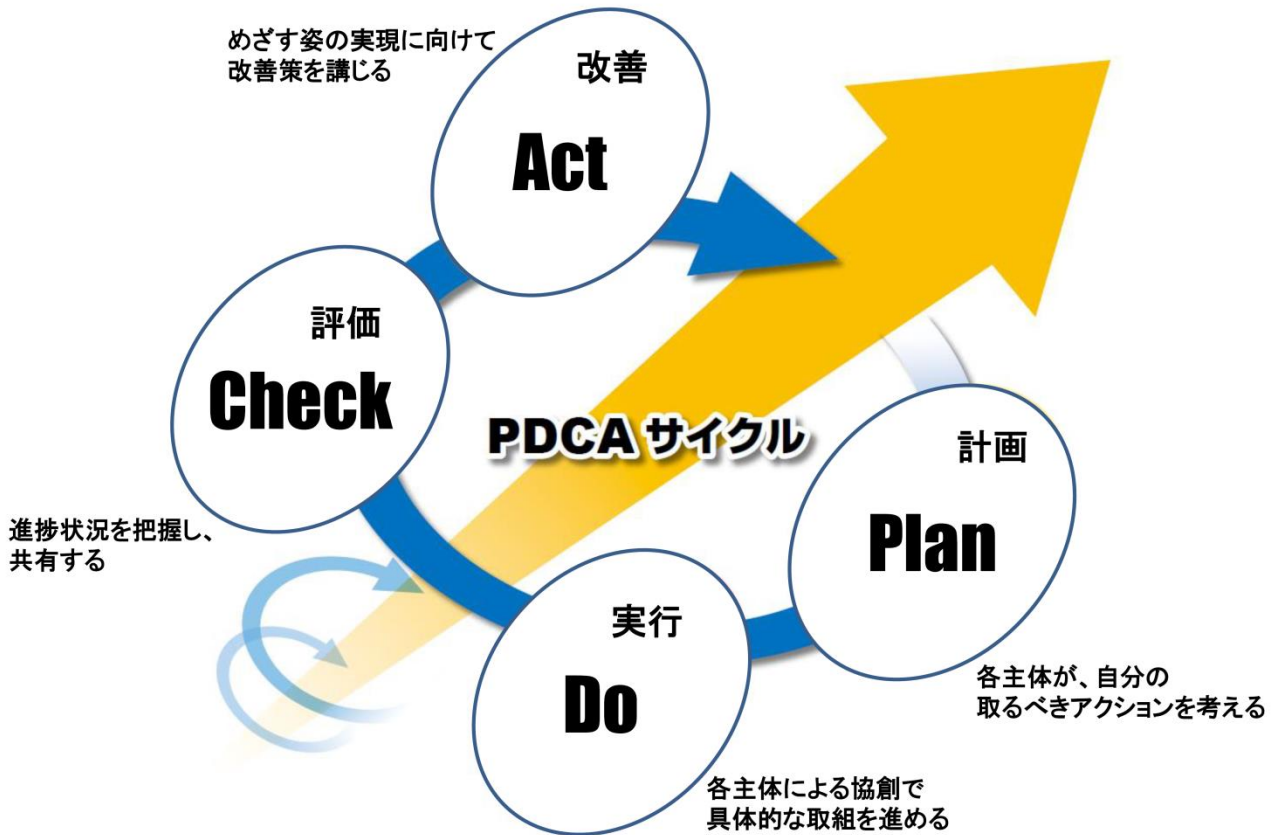 めざす姿の実現に向けて
改善策を講じる
改善
Act
評価
Check
進捗状況を把握し、
共有する
PDCA サイクル
計画
Plan
各主体が、自分の
取るべきアクションを考える
実行
Do
各主体による協創で
具体的な取組を進める